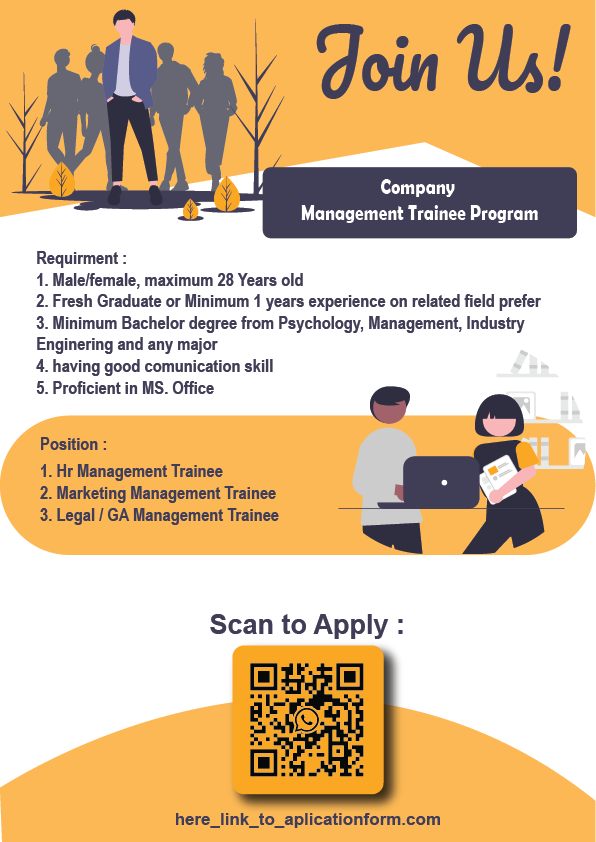 Join Us!
Company
Management Trainee Program
Requirment :
1. Male/female, maximum 28 Years old
2. Fresh Graduate or Minimum 1 years experience on related field prefer
3. Minimum Bachelor degree from Psychology, Management, Industry
Enginering and any major
4. having good comunication skill
5. Proficient in MS. Office
Position :
1. Hr Management Trainee
2. Marketing Management Trainee
3. Legal / GA Management Trainee
Scan to Apply :
here_link_to_aplicationform.com